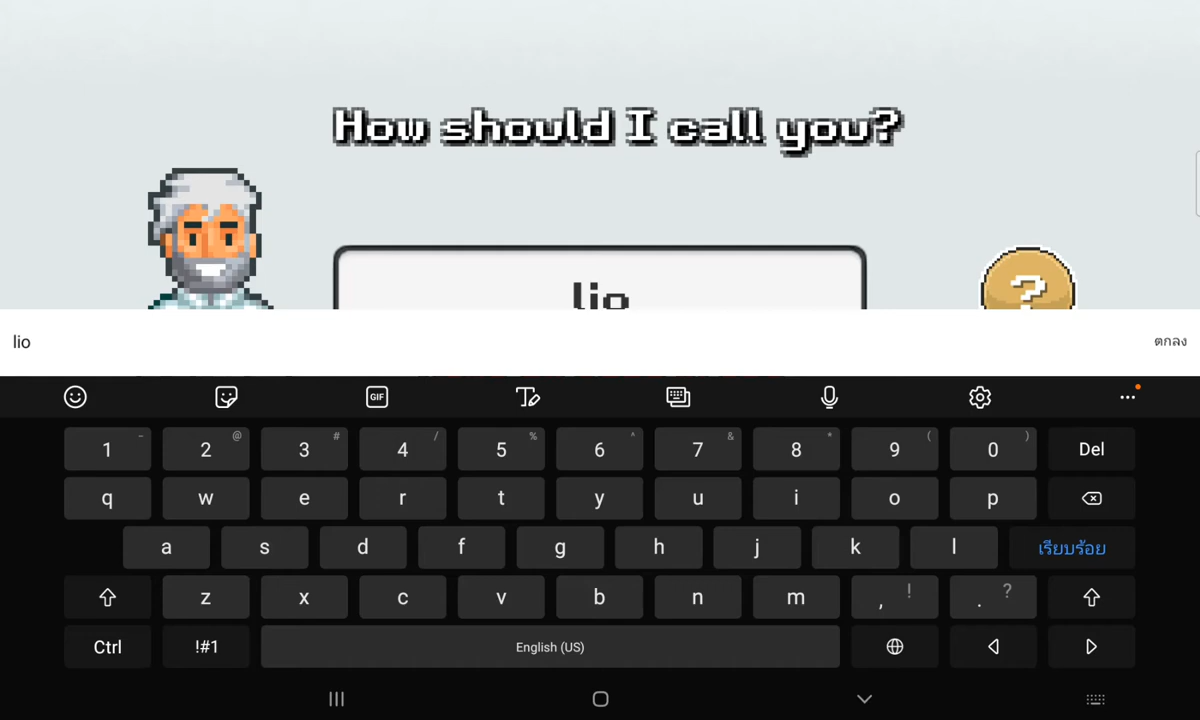 How should I call you?
lio
?
lio
ตกลง
GIF
1 - 2 @ 3 # 4 / 5 % 6 ^ 7 & 8 * 9 ( 0 ) Del
q w e r t y u i o p
a s d f g h j k l เรียบร้อย
z x c v b n m , ! . ?
Ctrl !#1 English (US)